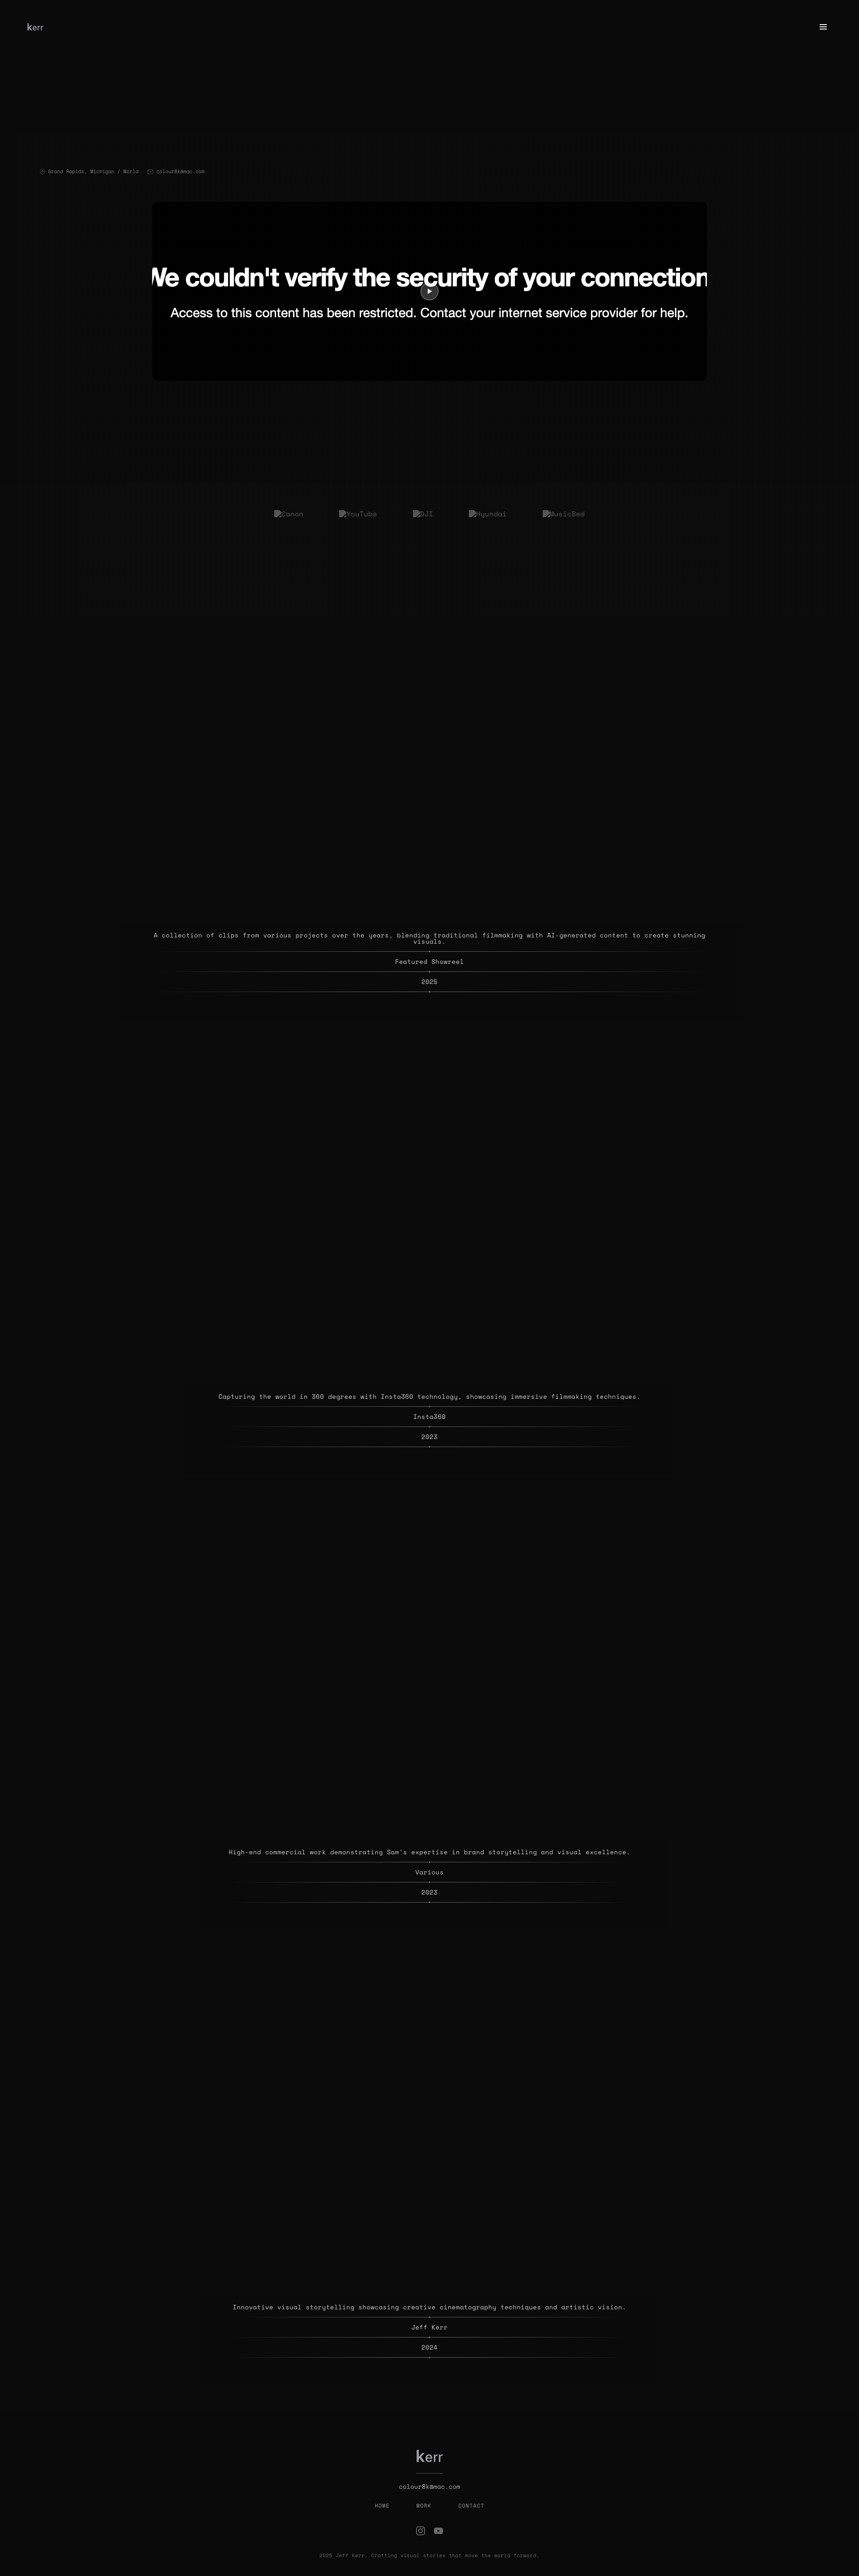 kerr
Grand Rapids, Michigan / World colour8k@mac.com
We couldn't verify the security of your connection
Access to this content has been restricted. Contact your internet service provider for help.
Canon YouTube DJI Hyundai MusicBed
A collection of clips from various projects over the years, blending traditional filmmaking with AI-generated content to create stunning
visuals.
Featured Showreel
2025
Capturing the world in 360 degrees with Insta360 technology, showcasing immersive filmmaking techniques.
Insta360
2023
High-end commercial work demonstrating Sam's expertise in brand storytelling and visual excellence.
Various
2023
Innovative visual storytelling showcasing creative cinematography techniques and artistic vision.
Jeff Kerr
2024
kerr
colour8k@mac.com
HOME WORK CONTACT
2025 Jeff Kerr. Crafting visual stories that move the world forward.